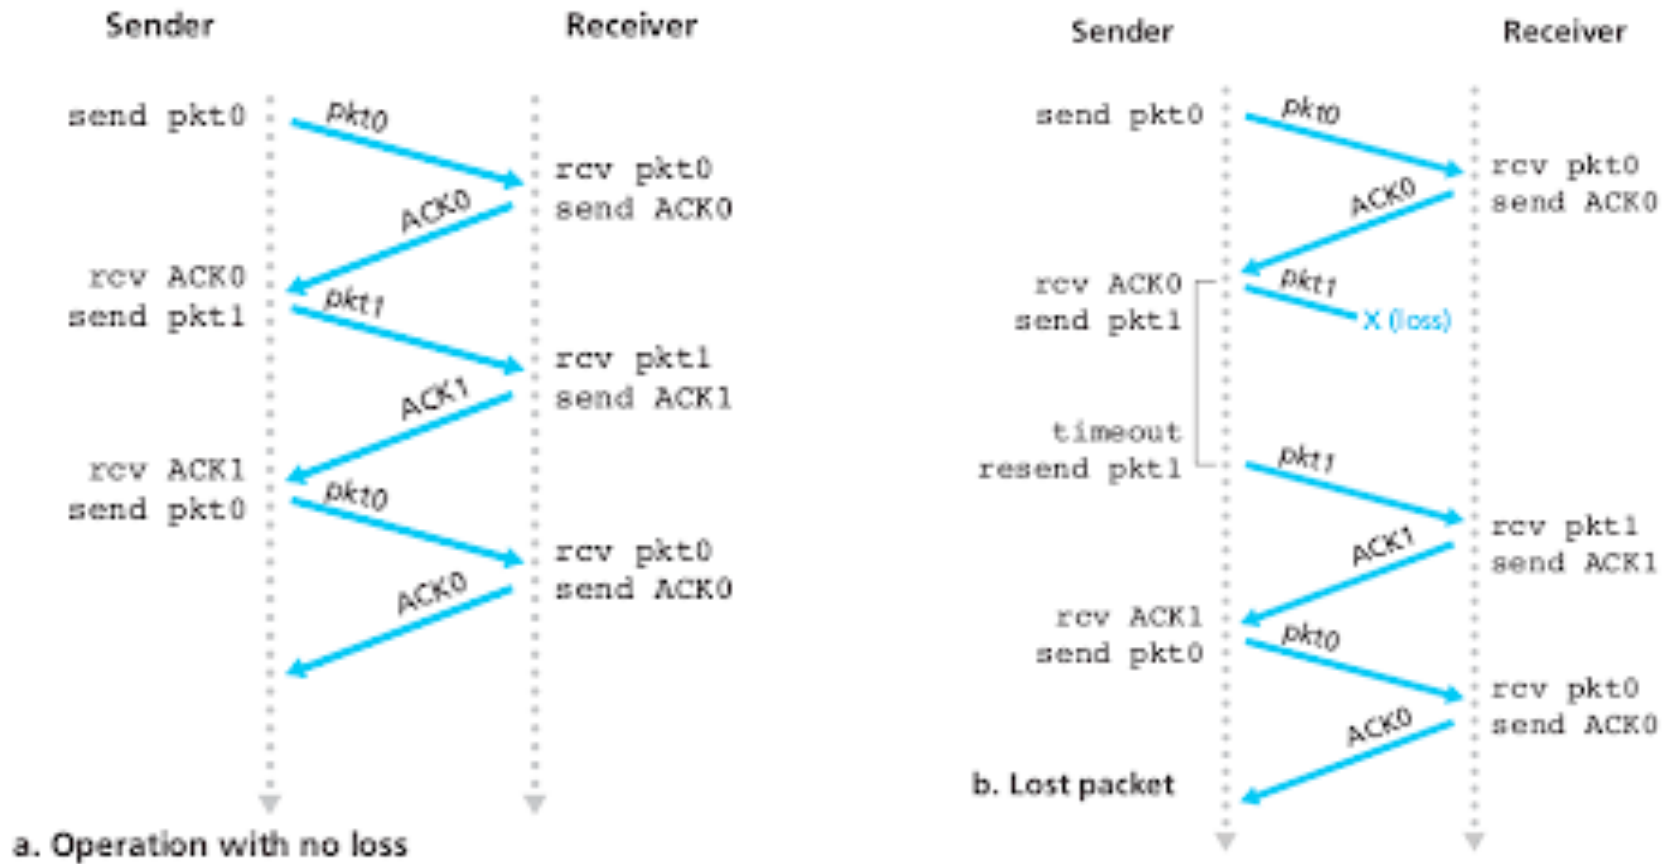 Sender Receiver
send pkt0
pkt0
rcv pkt0
send ACK0
ACK0
rcv ACK0
send pkt1
pkt1
rcv pkt1
send ACK1
ACK1
rcv ACK1
send pkt0
pkt0
rcv pkt0
send ACK0
ACK0
a. Operation with no loss
Sender Receiver
send pkt0
pkt0
rcv pkt0
send ACK0
ACK0
rcv ACK0
send pkt1
pkt1
X (loss)
timeout
resend pkt1
pkt1
rcv pkt1
send ACK1
ACK1
rcv ACK1
send pkt0
pkt0
rcv pkt0
send ACK0
ACK0
b. Lost packet